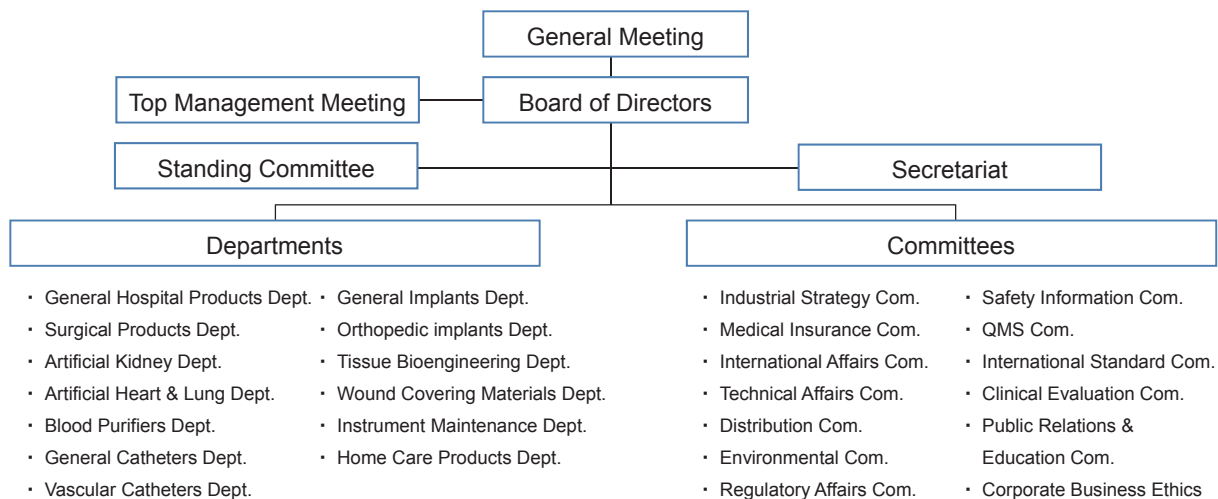 General Meeting
Top Management Meeting
Board of Directors
Standing Committee
Secretariat
Departments
・ General Hospital Products Dept.
・ Surgical Products Dept.
・ Artificial Kidney Dept.
・ Artificial Heart & Lung Dept.
・ Blood Purifiers Dept.
・ General Catheters Dept.
・ Vascular Catheters Dept.
・ General Implants Dept.
・ Orthopedic implants Dept.
・ Tissue Bioengineering Dept.
・ Wound Covering Materials Dept.
・ Instrument Maintenance Dept.
・ Home Care Products Dept.
Committees
・ Industrial Strategy Com.
・ Medical Insurance Com.
・ International Affairs Com.
・ Technical Affairs Com.
・ Distribution Com.
・ Environmental Com.
・ Regulatory Affairs Com.
・ Safety Information Com.
・ QMS Com.
・ International Standard Com.
・ Clinical Evaluation Com.
・ Public Relations &
Education Com.
・ Corporate Business Ethics